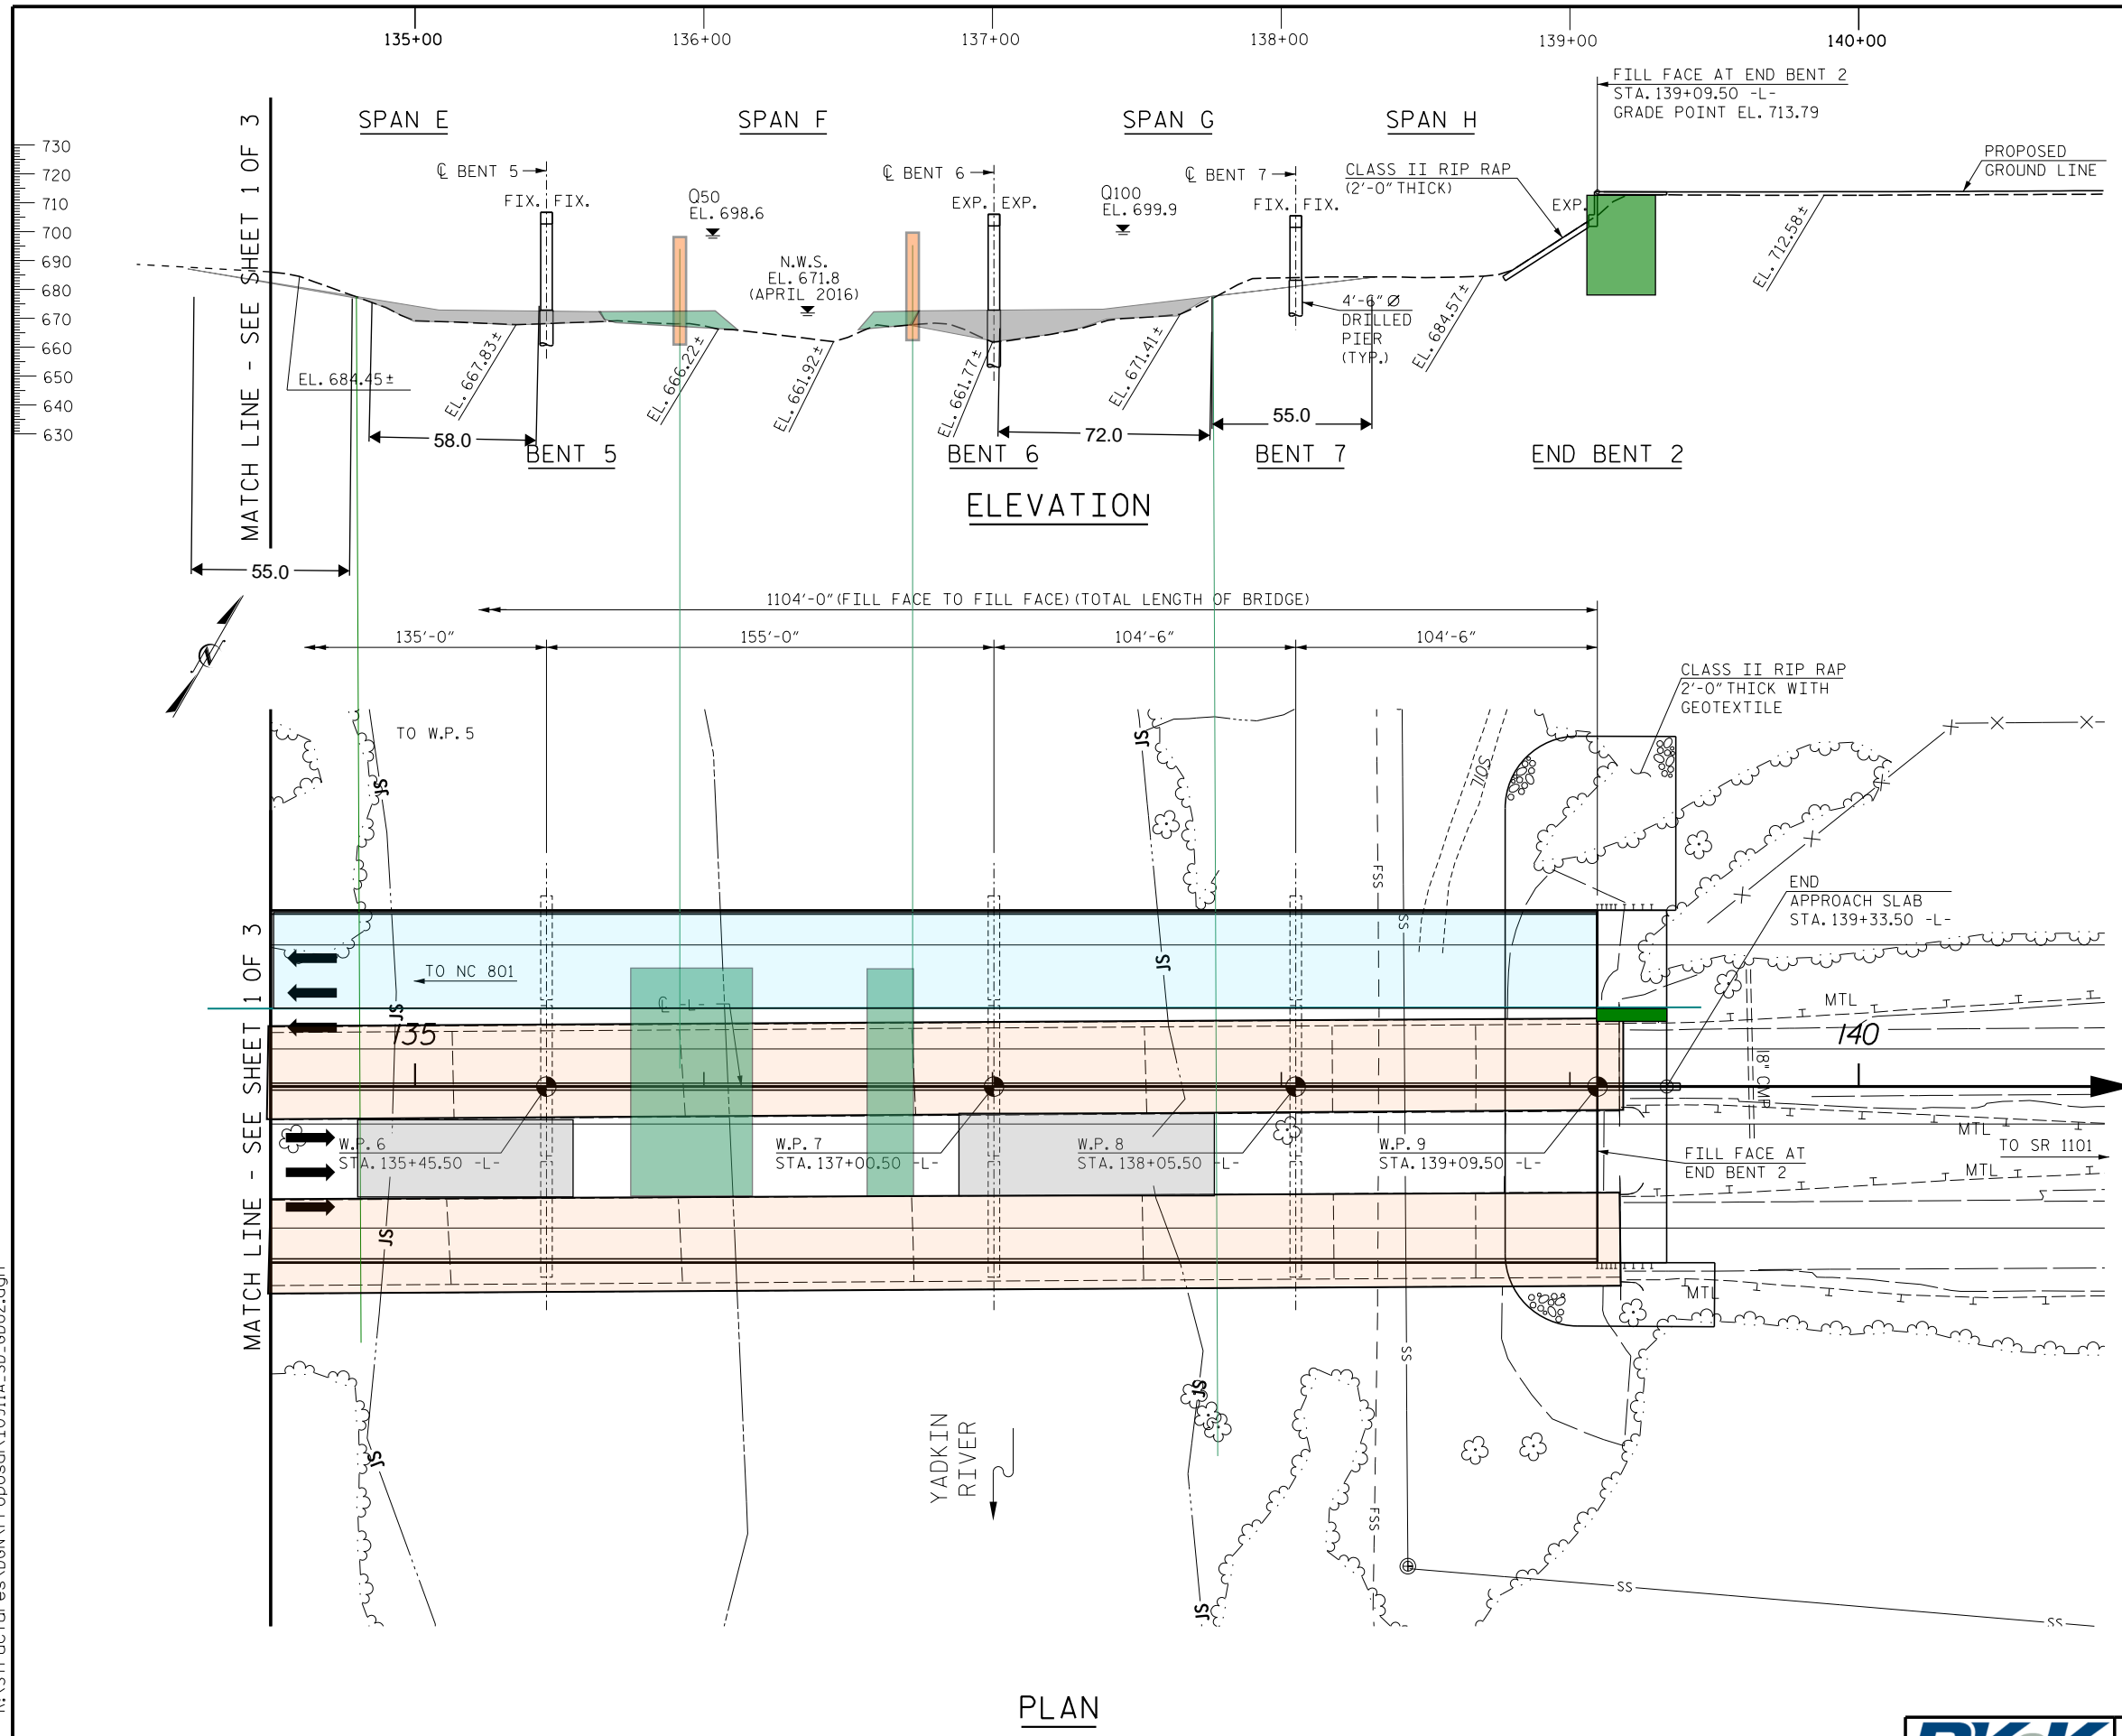 135+00
136+00
137+00
138+00
139+00
140+00
FILL FACE AT END BENT 2
STA. 139+09.50 -L-
GRADE POINT EL. 713.79
SPAN E
SPAN F
SPAN G
SPAN H
MATCH LINE - SEE SHEET 1 OF 3
730
720
710
700
690
680
670
660
650
640
630
℄ BENT 5
FIX. FIX.
Q50
EL. 698.6
N.W.S.
EL. 671.8
(APRIL 2016)
℄ BENT 6
EXP. EXP.
Q100
EL. 699.9
℄ BENT 7
FIX. FIX.
CLASS II RIP RAP
(2'-0" THICK)
EXP.
PROPOSED
GROUND LINE
EL. 712.58±
4'-6" Ø
DRILLED
PIER
(TYP.)
EL. 684.57±
EL. 684.45±
EL. 667.83±
EL. 666.22±
EL. 661.92±
EL. 661.77±
EL. 671.41±
58.0
72.0
55.0
BENT 5
BENT 6
BENT 7
END BENT 2
ELEVATION
55.0
1104'-0" (FILL FACE TO FILL FACE) (TOTAL LENGTH OF BRIDGE)
135'-0"
155'-0"
104'-6"
104'-6"
CLASS II RIP RAP
2'-0" THICK WITH
GEOTEXTILE
TO W.P. 5
JS
JS
SOIL
FSS
SS
END
APPROACH SLAB
STA. 139+33.50 -L-
MATCH LINE - SEE SHEET 1 OF 3
TO NC 801
℄ -L-
JS
JS
MTL
135
140
18" CMP
W.P. 6
STA. 135+45.50 -L-
W.P. 7
STA. 137+00.50 -L-
W.P. 8
STA. 138+05.50 -L-
W.P. 9
STA. 139+09.50 -L-
FILL FACE AT
END BENT 2
MTL
TO SR 1101
MTL
JS
MTL
SS
JS
JS
YADKIN
RIVER
FSS
JS
SS
SS
PLAN